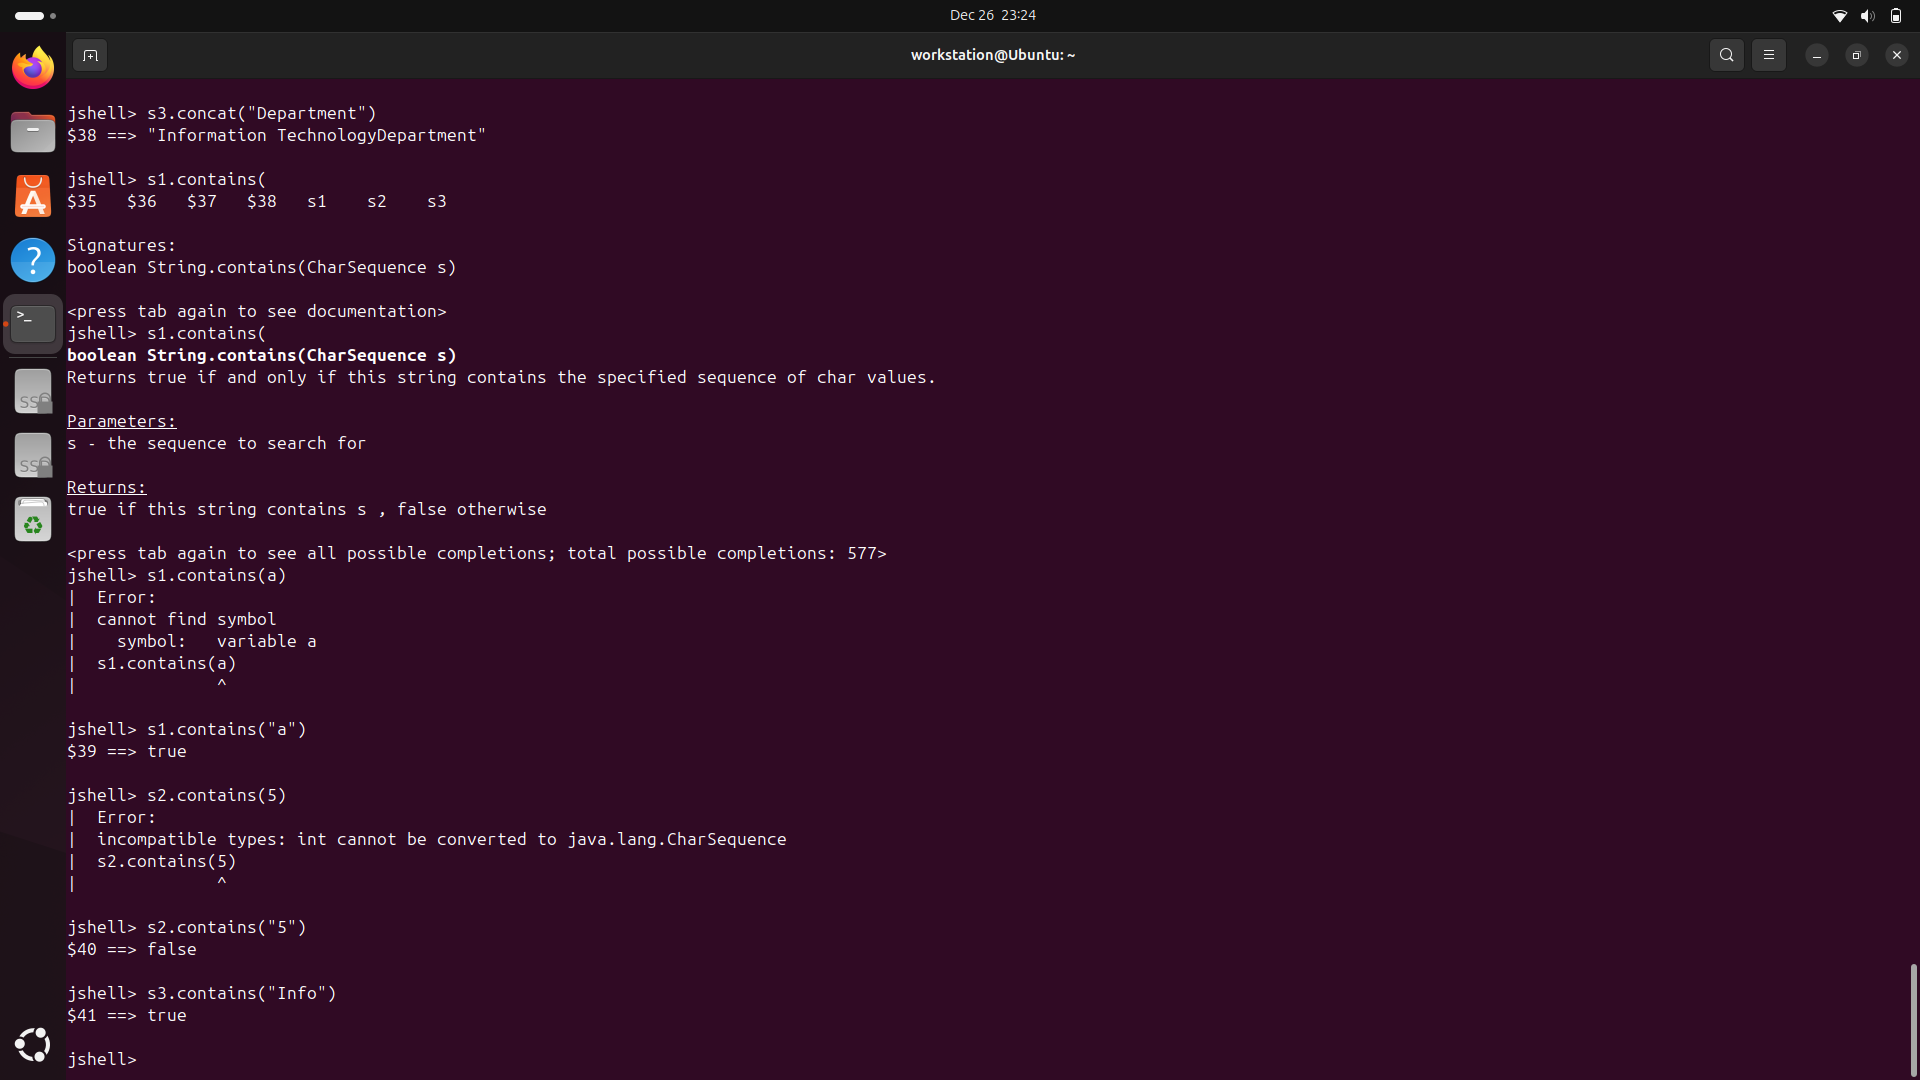 Dec 26 23:24
workstation@Ubuntu: ~
jshell> s3.concat("Department")
$38 ==> "Information TechnologyDepartment"
jshell> s1.contains(
$35   $36   $37   $38   s1    s2    s3
Signatures:
boolean String.contains(CharSequence s)
<press tab again to see documentation>
jshell> s1.contains(
boolean String.contains(CharSequence s)
Returns true if and only if this string contains the specified sequence of char values.
Parameters:
s - the sequence to search for
Returns:
true if this string contains s , false otherwise
<press tab again to see all possible completions; total possible completions: 577>
jshell> s1.contains(a)
|  Error:
|  cannot find symbol
|    symbol:   variable a
|  s1.contains(a)
|              ^
jshell> s1.contains("a")
$39 ==> true
jshell> s2.contains(5)
|  Error:
|  incompatible types: int cannot be converted to java.lang.CharSequence
|  s2.contains(5)
|              ^
jshell> s2.contains("5")
$40 ==> false
jshell> s3.contains("Info")
$41 ==> true
jshell>